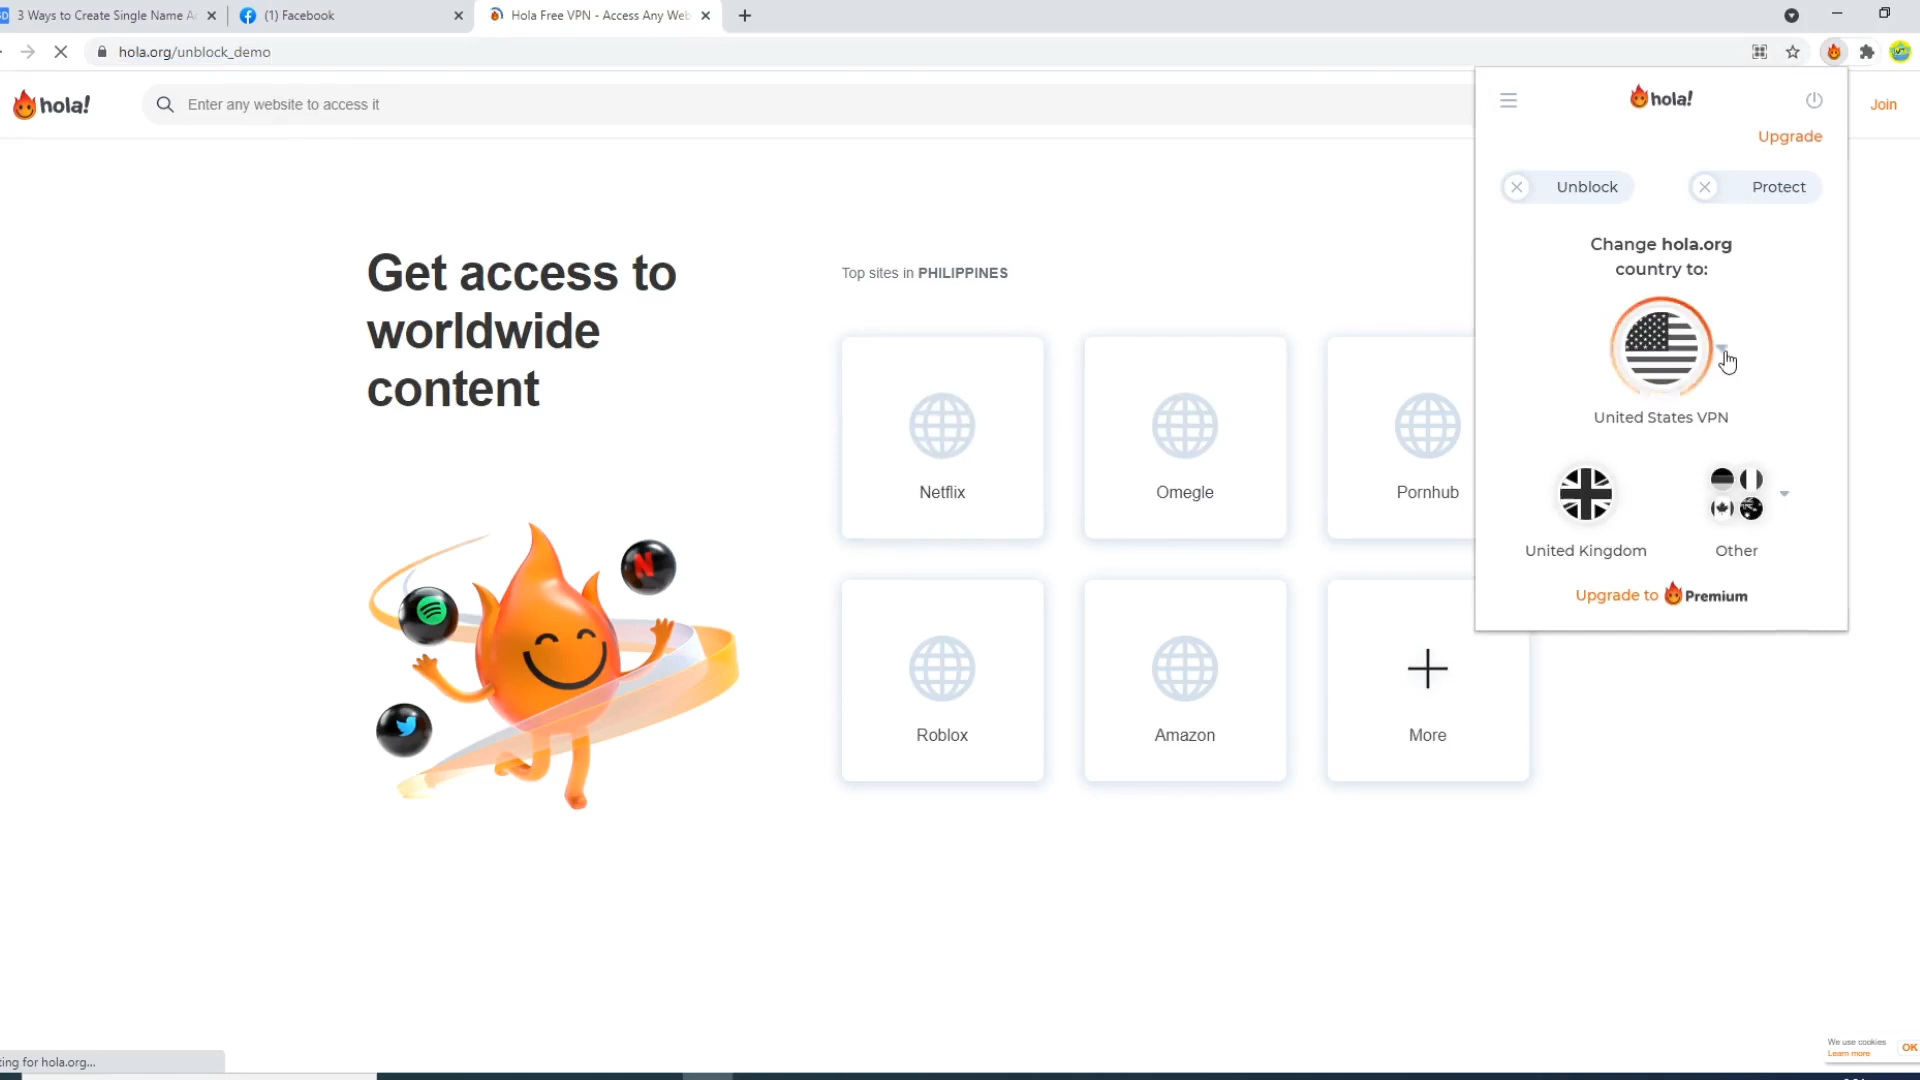 3 Ways to Create Single Name A
(1) Facebook
Hola Free VPN - Access Any Web
hola.org/unblock_demo
hola!
Enter any website to access it
Join
hola!
Upgrade
Unblock
Protect
Change hola.org
country to:
United States VPN
United Kingdom
Other
Upgrade to Premium
Get access to
worldwide
content
Top sites in PHILIPPINES
Netflix
Omegle
Pornhub
Roblox
Amazon
More
N
ting for hola.org...
We use cookies
Learn more
OK